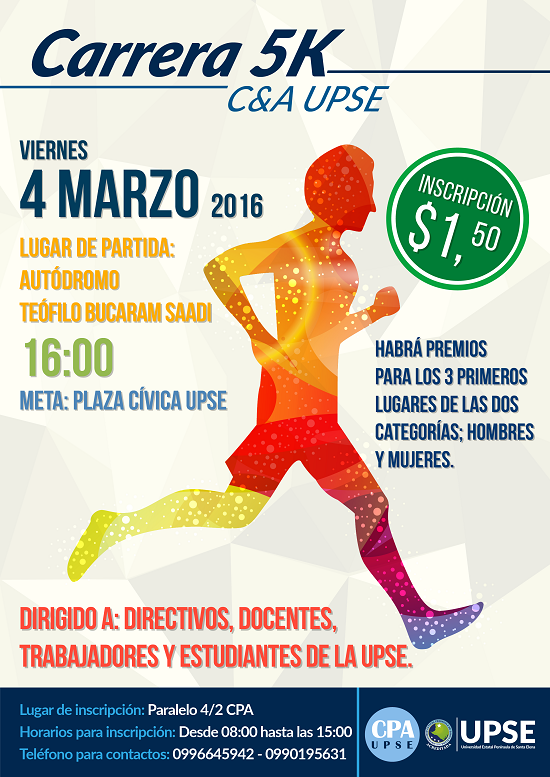 Carrera 5K
C&A UPSE
VIERNES
4 MARZO 2016
INSCRIPCIÓN
$1,50
LUGAR DE PARTIDA:
AUTÓDROMO
TEÓFILO BUCARAM SAADI
16:00
META: PLAZA CÍVICA UPSE
HABRÁ PREMIOS
PARA LOS 3 PRIMEROS
LUGARES DE LAS DOS
CATEGORÍAS; HOMBRES
Y MUJERES.
DIRIGIDO A: DIRECTIVOS, DOCENTES,
TRABAJADORES Y ESTUDIANTES DE LA UPSE.
Lugar de inscripción: Paralelo 4/2 CPA
Horarios para inscripción: Desde 08:00 hasta las 15:00
Teléfono para contactos: 0996645942 - 0990195631
CPA
UPSE
ACREDITADA
UPSE
Universidad Estatal Península de Santa Elena